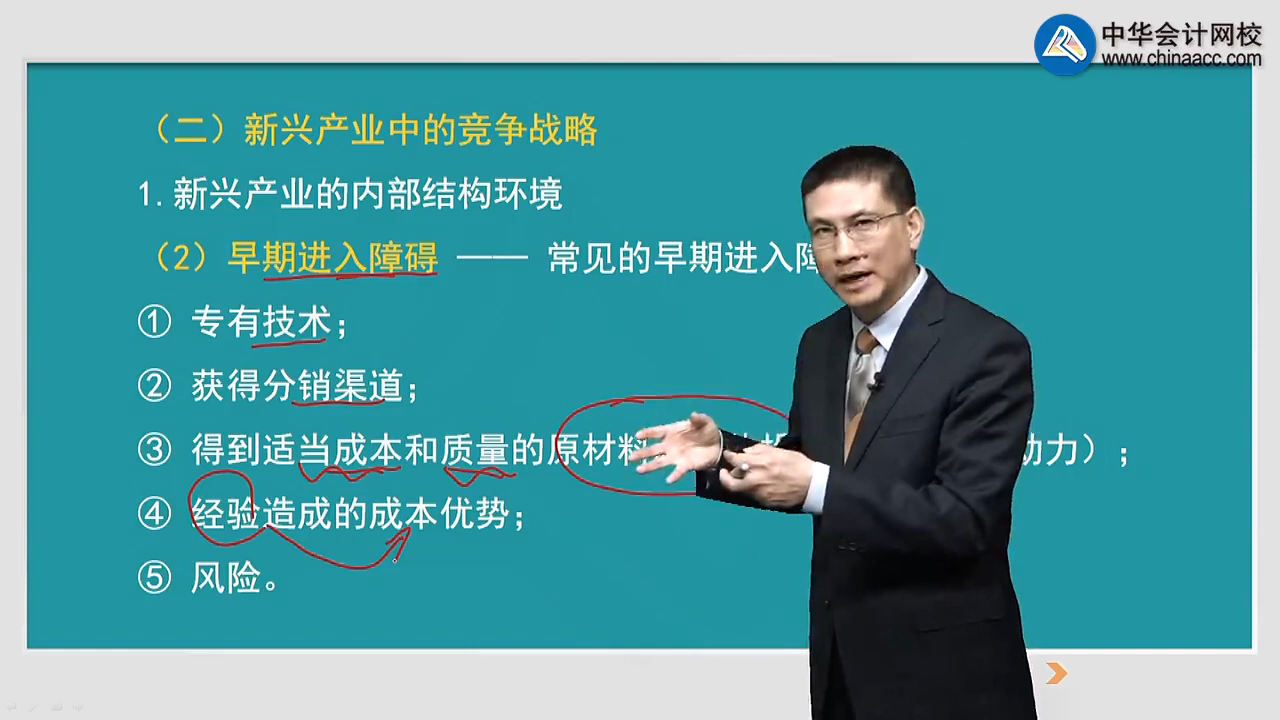 中华会计网校
www.chinaacc.com
（二）新兴产业中的竞争战略
1.新兴产业的内部结构环境
（2）早期进入障碍 —— 常见的早期进入障
① 专有技术；
② 获得分销渠道；
③ 得到适当成本和质量的原材料 动力）；
④ 经验造成的成本优势；
⑤ 风险。